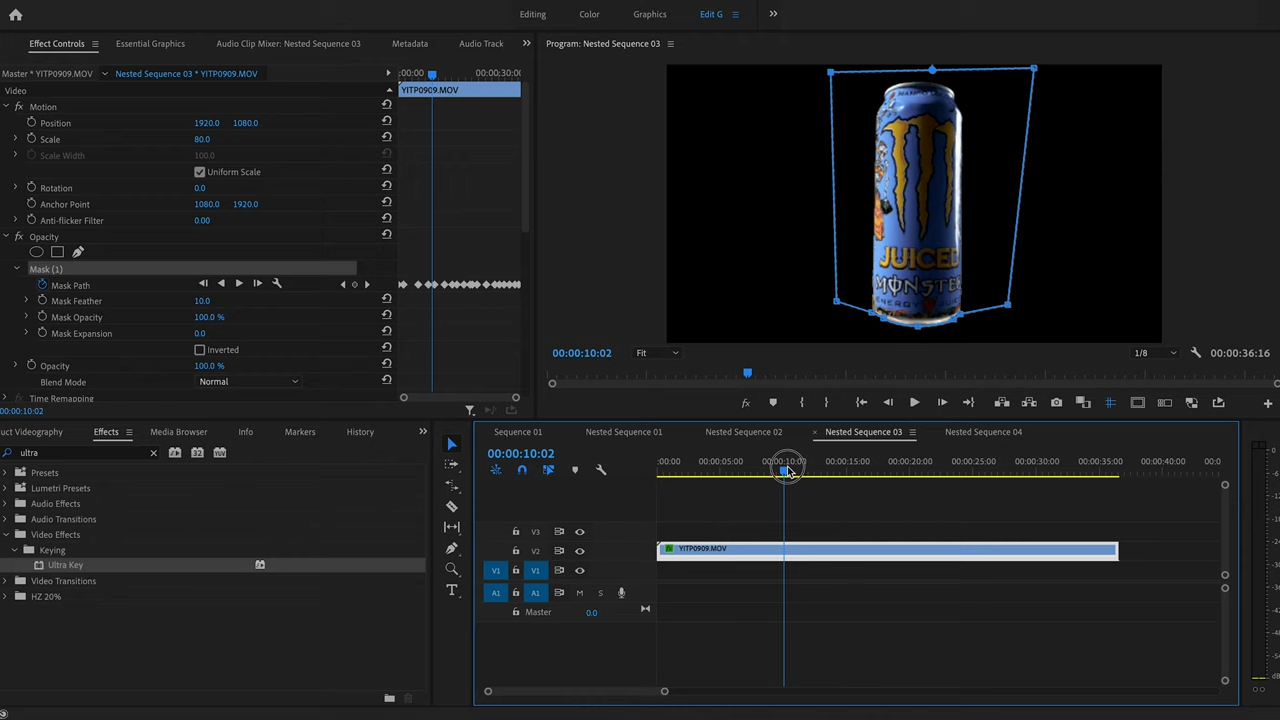 Editing Color Graphics Edit G
Effect Controls Essential Graphics Audio Clip Mixer: Nested Sequence 03 Metadata Audio Track
Program: Nested Sequence 03
Master * YITP0909.MOV Nested Sequence 03 * YITP0909.MOV
:00:00 00:00:30:00
Video
YITP0909.MOV
fx Motion
Position 1920.0 1080.0
Scale 80.0
Scale Width 100.0
Uniform Scale
Rotation 0.0
Anchor Point 1080.0 1920.0
Anti-flicker Filter 0.00
fx Opacity
Mask (1)
Mask Path
Mask Feather 10.0
Mask Opacity 100.0 %
Mask Expansion 0.0
Inverted
Opacity 100.0 %
Blend Mode Normal
Time Remapping
00:00:10:02
JUICED
MONSTER
ENERGY
00:00:10:02 Fit 1/8 00:00:36:16
fx
uct Videography Effects Media Browser Info Markers History
ultra
Presets
Lumetri Presets
Audio Effects
Audio Transitions
Video Effects
Keying
Ultra Key
Video Transitions
HZ 20%
Sequence 01 Nested Sequence 01 Nested Sequence 02 Nested Sequence 03 Nested Sequence 04
00:00:10:02
:00:00 00:00:05:00 00:00:10:00 00:00:15:00 00:00:20:00 00:00:25:00 00:00:30:00 00:00:35:00 00:0
V3
V2 fx YITP0909.MOV
V1 V1
A1 A1 M S
Master 0.0